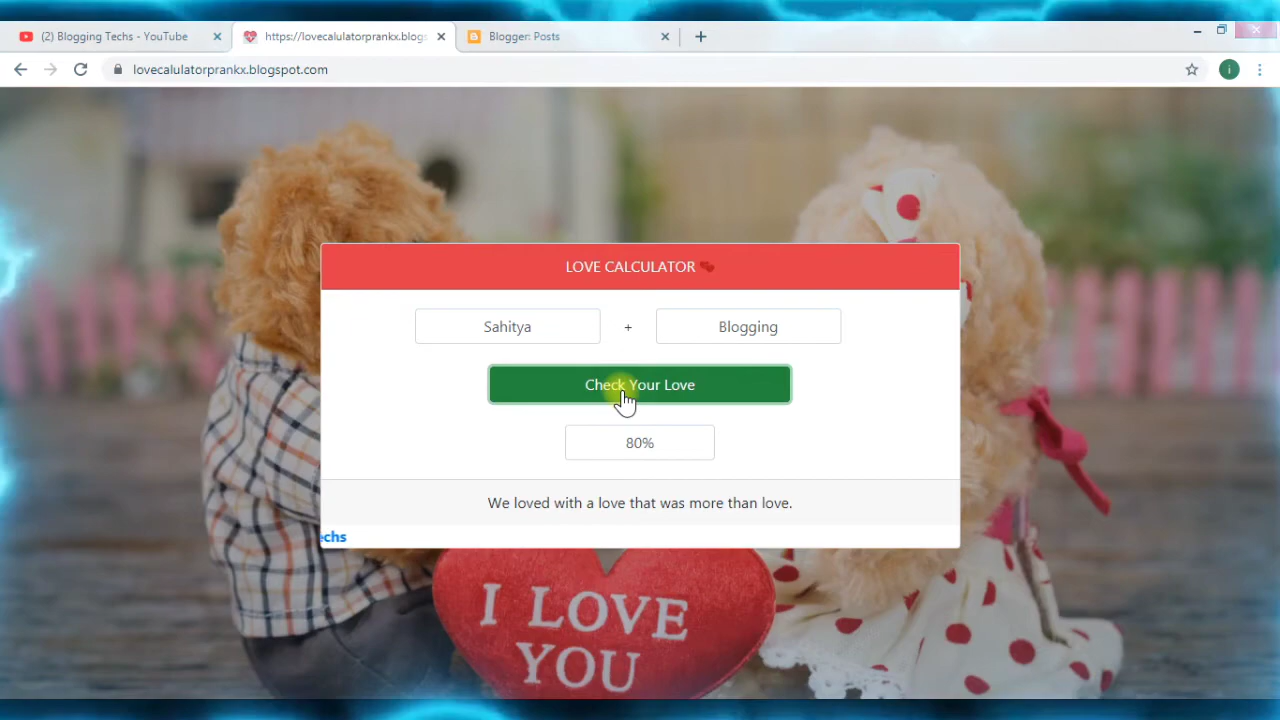 (2) Blogging Techs - YouTube
https://lovecalulatorprankx.blogs
Blogger: Posts
lovecalulatorprankx.blogspot.com
i
LOVE CALCULATOR
Sahitya + Blogging
Check Your Love
80%
We loved with a love that was more than love.
echs
I LOVE
YOU